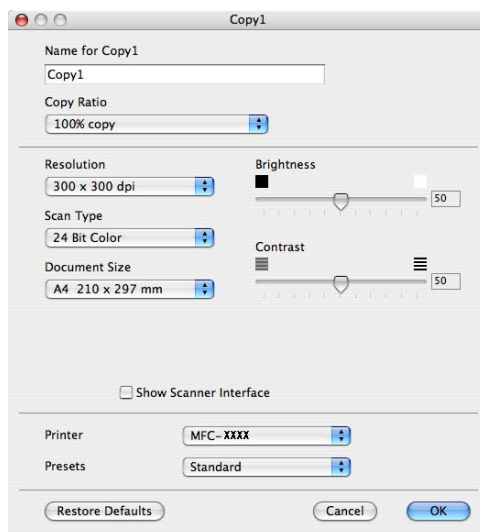 Copy1
Name for Copy1
Copy1
Copy Ratio
100% copy
Resolution
300 x 300 dpi
Scan Type
24 Bit Color
Document Size
A4 210 x 297 mm
Brightness
50
Contrast
50
Show Scanner Interface
Printer
MFC-XXXX
Presets
Standard
Restore Defaults
Cancel
OK